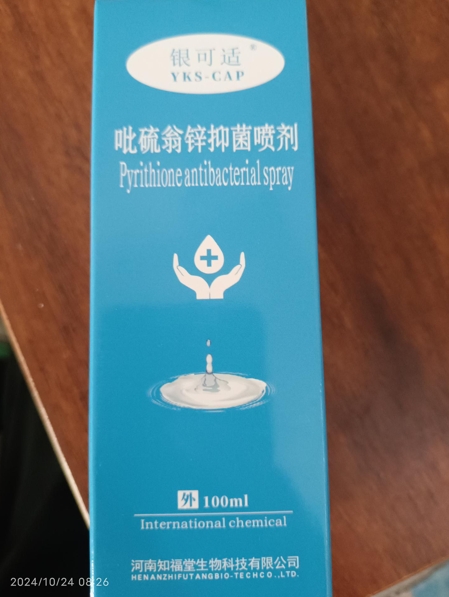 银可适®
YKS-CAP
吡硫翁锌抑菌喷剂
Pyrithione antibacterial spray
外 100ml
International chemical
河南知福堂生物科技有限公司
HENANZHIFUTANGBIO-TECHCO.,LTD.
2024/10/24 08:26